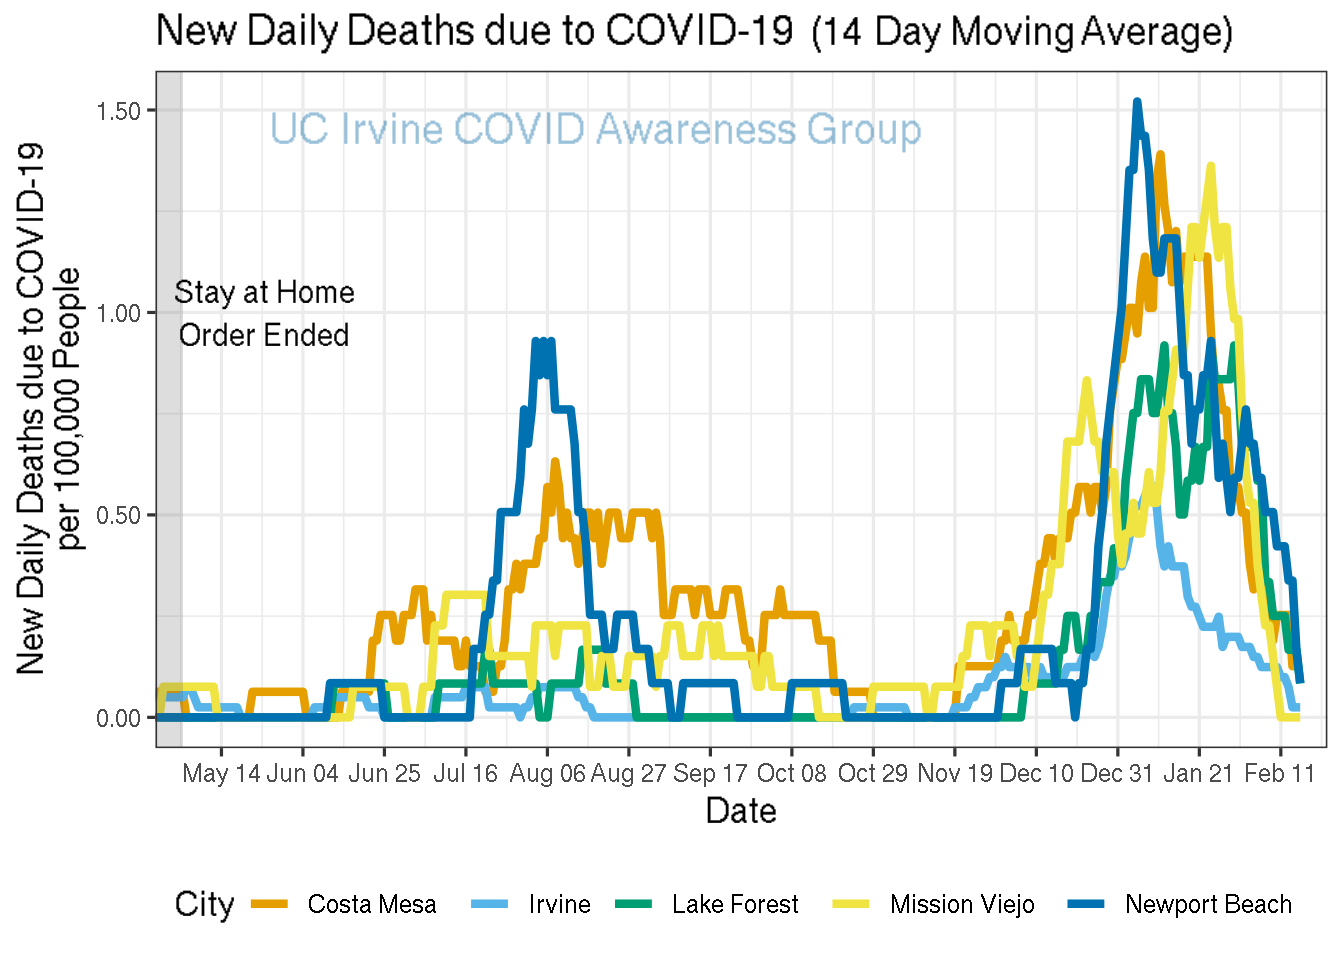 New Daily Deaths due to COVID-19 (14 Day Moving Average)
UC Irvine COVID Awareness Group
Stay at Home
Order Ended
New Daily Deaths due to COVID-19
per 100,000 People
1.50
1.00
0.50
0.00
May 14 Jun 04 Jun 25 Jul 16 Aug 06 Aug 27 Sep 17 Oct 08 Oct 29 Nov 19 Dec 10 Dec 31 Jan 21 Feb 11
Date
City Costa Mesa Irvine Lake Forest Mission Viejo Newport Beach